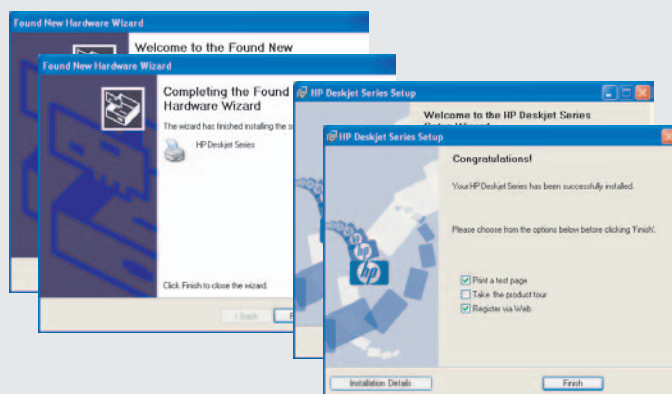 Found New Hardware Wizard
Welcome to the Found New
Found New Hardware Wizard
Completing the Found
Hardware Wizard
The wizard has finished installing the
HP Deskjet Series
Click Finish to close the wizard.
< Back
HP Deskjet Series Setup
Welcome to the HP Deskjet Series
HP Deskjet Series Setup
Congratulations!
Your HP Deskjet Series has been successfully installed.
Please choose from the options below before clicking 'Finish'.
Print a test page
Take the product tour
Register via Web
hp
hp
Installation Details
Finish